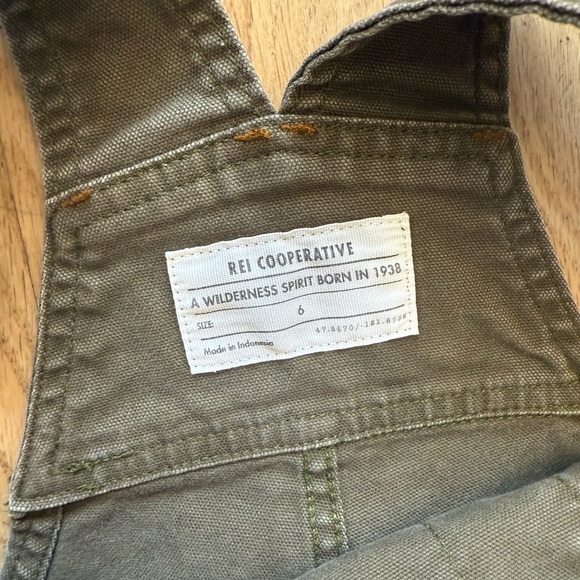 REI COOPERATIVE
A WILDERNESS SPIRIT BORN IN 1938
SIZE: 6
Made in Indonesia